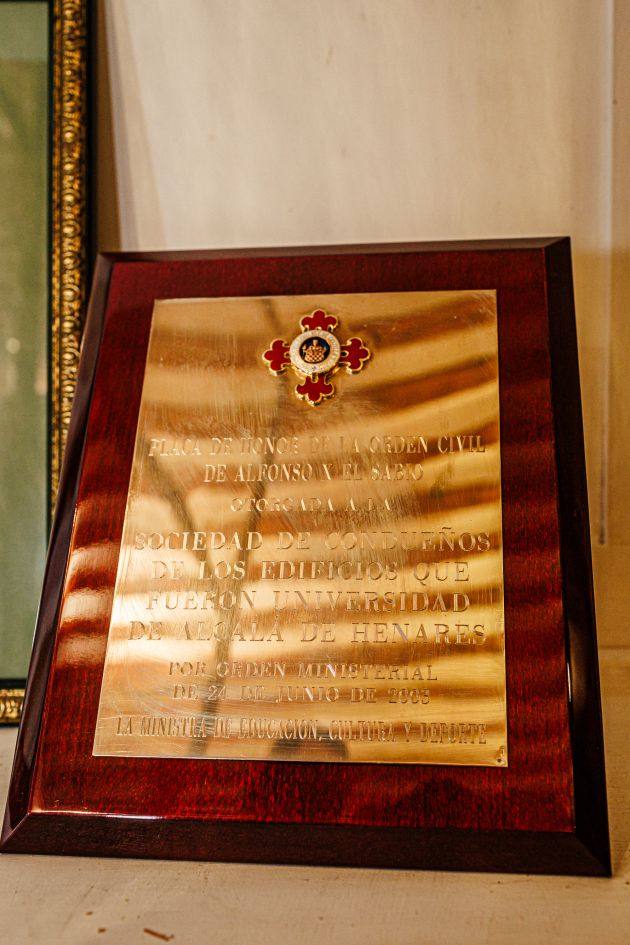 PLACA DE HONOR DE LA ORDEN CIVIL
DE ALFONSO X EL SABIO
OTORGADA A LA
SOCIEDAD DE CONDUEÑOS
DE LOS EDIFICIOS QUE
FUERON UNIVERSIDAD
DE ALCALÁ DE HENARES
POR ORDEN MINISTERIAL
DE 24 DE JUNIO DE 2003
LA MINISTRA DE EDUCACIÓN, CULTURA Y DEPORTE